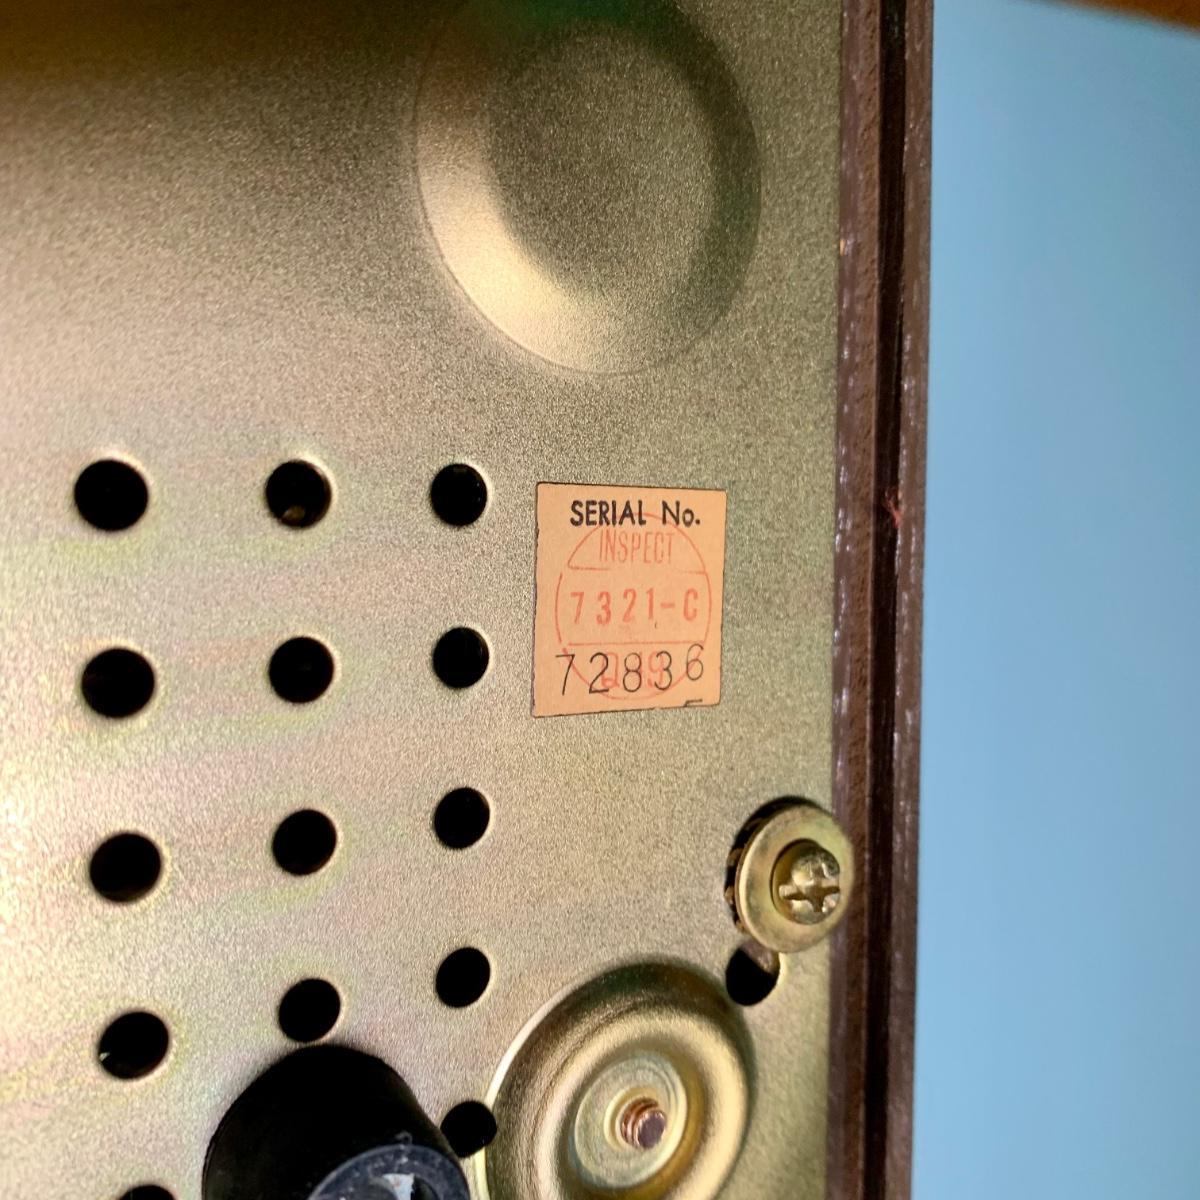 SERIAL No.
INSPECT
7321-C
72836